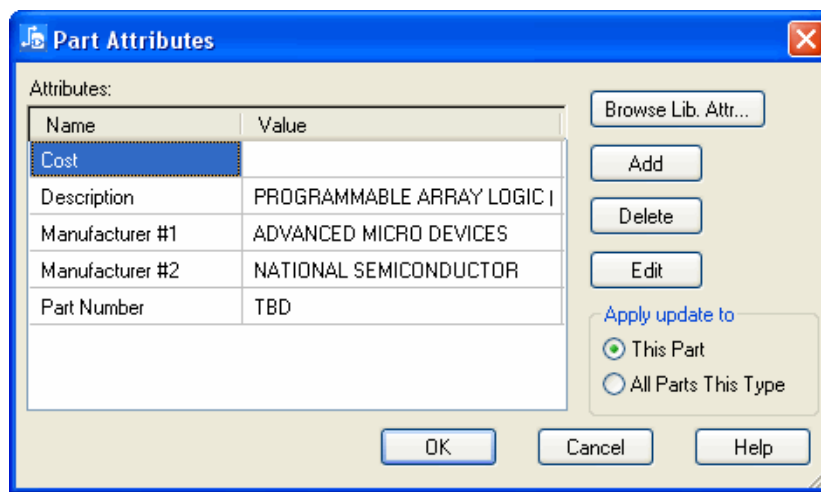 Part Attributes
Attributes:
Name Value
Cost
Description PROGRAMMABLE ARRAY LOGIC
Manufacturer #1 ADVANCED MICRO DEVICES
Manufacturer #2 NATIONAL SEMICONDUCTOR
Part Number TBD
Browse Lib. Attr...
Add
Delete
Edit
Apply update to
This Part
All Parts This Type
OK Cancel Help